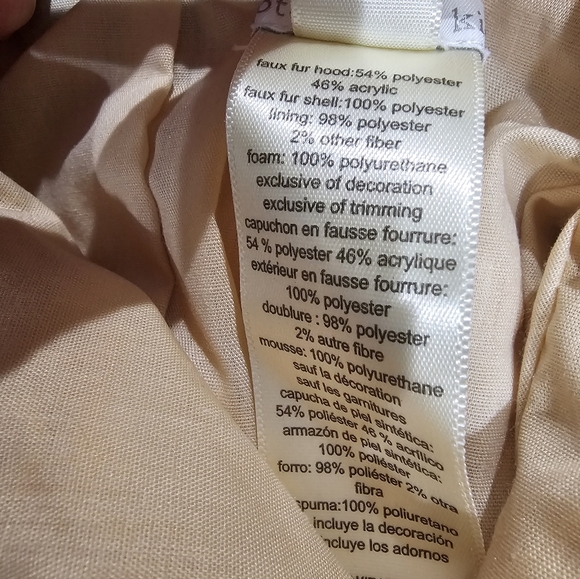 ki
faux fur hood:54% polyester
46% acrylic
faux fur shell:100% polyester
lining: 98% polyester
2% other fiber
foam: 100% polyurethane
exclusive of decoration
exclusive of trimming
capuchon en fausse fourrure:
54 % polyester 46% acrylique
extérieur en fausse fourrure:
100% polyester
doublure : 98% polyester
2% autre fibre
mousse: 100% polyurethane
sauf la décoration
sauf les garnitures
capucha de piel sintética:
54% poliéster 46 % acrílico
armazón de piel sintética:
100% poliéster
forro: 98% poliéster 2% otra
fibra
puma:100% poliuretano
incluye la decoración
ncluye los adornos